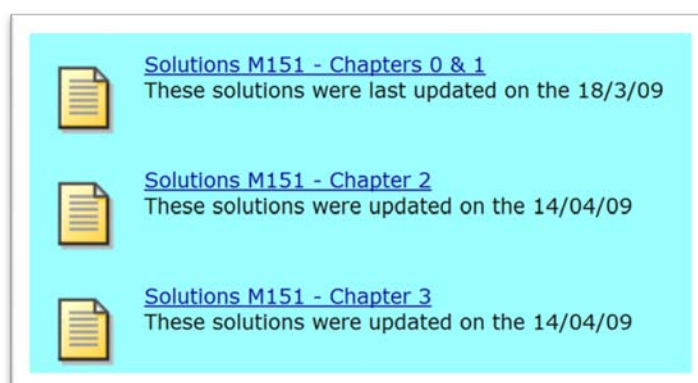 Solutions M151 - Chapters 0 & 1
These solutions were last updated on the 18/3/09
Solutions M151 - Chapter 2
These solutions were updated on the 14/04/09
Solutions M151 - Chapter 3
These solutions were updated on the 14/04/09